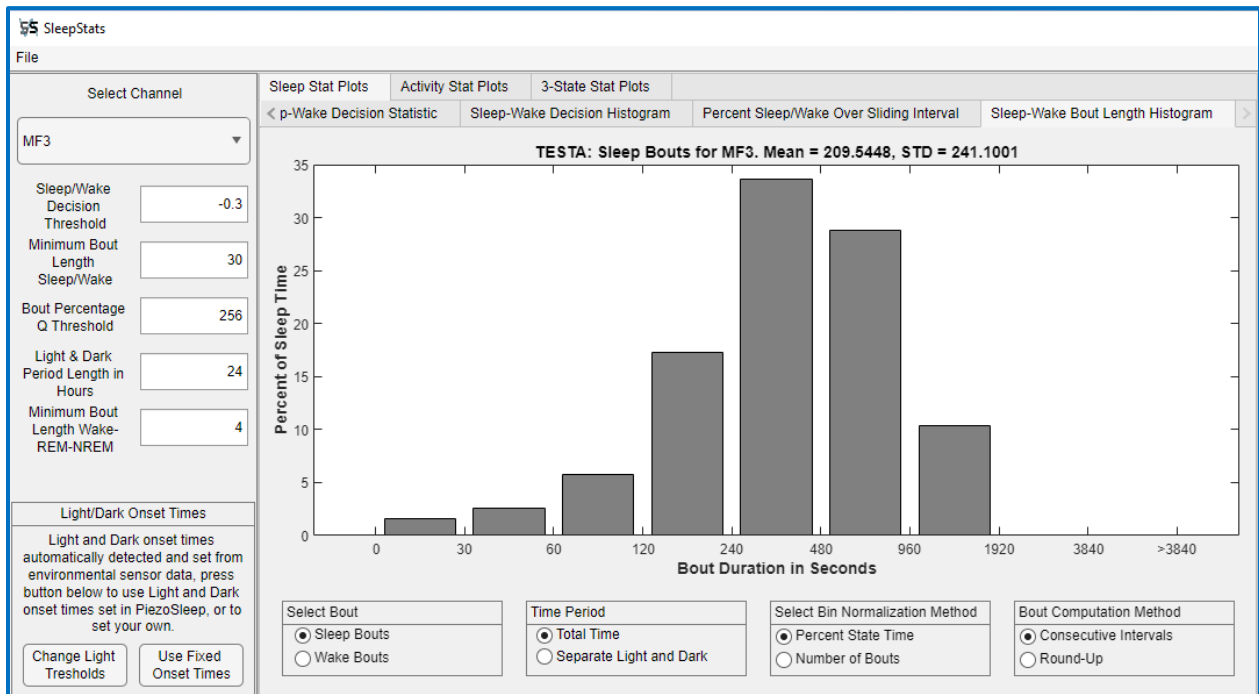 SleepStats
File
Select Channel
MF3
Sleep/Wake
Decision
Threshold
-0.3
Minimum Bout
Length
Sleep/Wake
30
Bout Percentage
Q Threshold
256
Light & Dark
Period Length in
Hours
24
Minimum Bout
Length Wake-
REM-NREM
4
Light/Dark Onset Times
Light and Dark onset times
automatically detected and set from
environmental sensor data, press
button below to use Light and Dark
onset times set in PiezoSleep, or to
set your own.
Change Light
Tresholds
Use Fixed
Onset Times
Sleep Stat Plots Activity Stat Plots 3-State Stat Plots
< p-Wake Decision Statistic Sleep-Wake Decision Histogram Percent Sleep/Wake Over Sliding Interval Sleep-Wake Bout Length Histogram >
TESTA: Sleep Bouts for MF3. Mean = 209.5448, STD = 241.1001
Percent of Sleep Time
35
30
25
20
15
10
5
0
0 30 60 120 240 480 960 1920 3840 >3840
Bout Duration in Seconds
Select Bout
Sleep Bouts
Wake Bouts
Time Period
Total Time
Separate Light and Dark
Select Bin Normalization Method
Percent State Time
Number of Bouts
Bout Computation Method
Consecutive Intervals
Round-Up